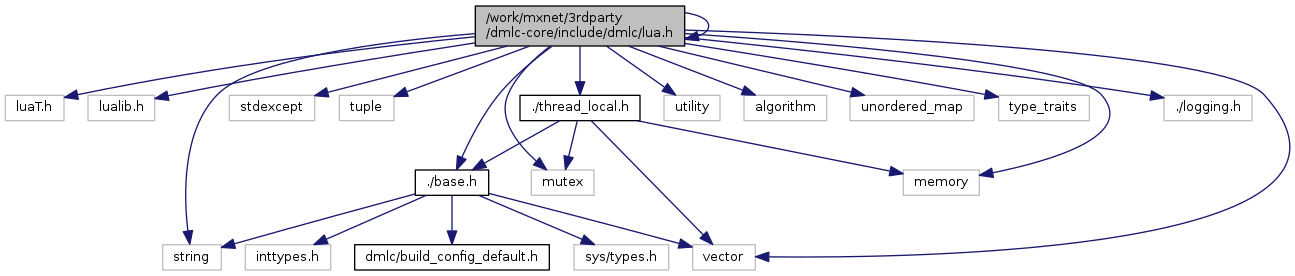 /work/mxnet/3rdparty
/dmlc-core/include/dmlc/lua.h
luaT.h
lualib.h
stdexcept
tuple
./thread_local.h
utility
algorithm
unordered_map
type_traits
./logging.h
./base.h
mutex
memory
string
inttypes.h
dmlc/build_config_default.h
sys/types.h
vector